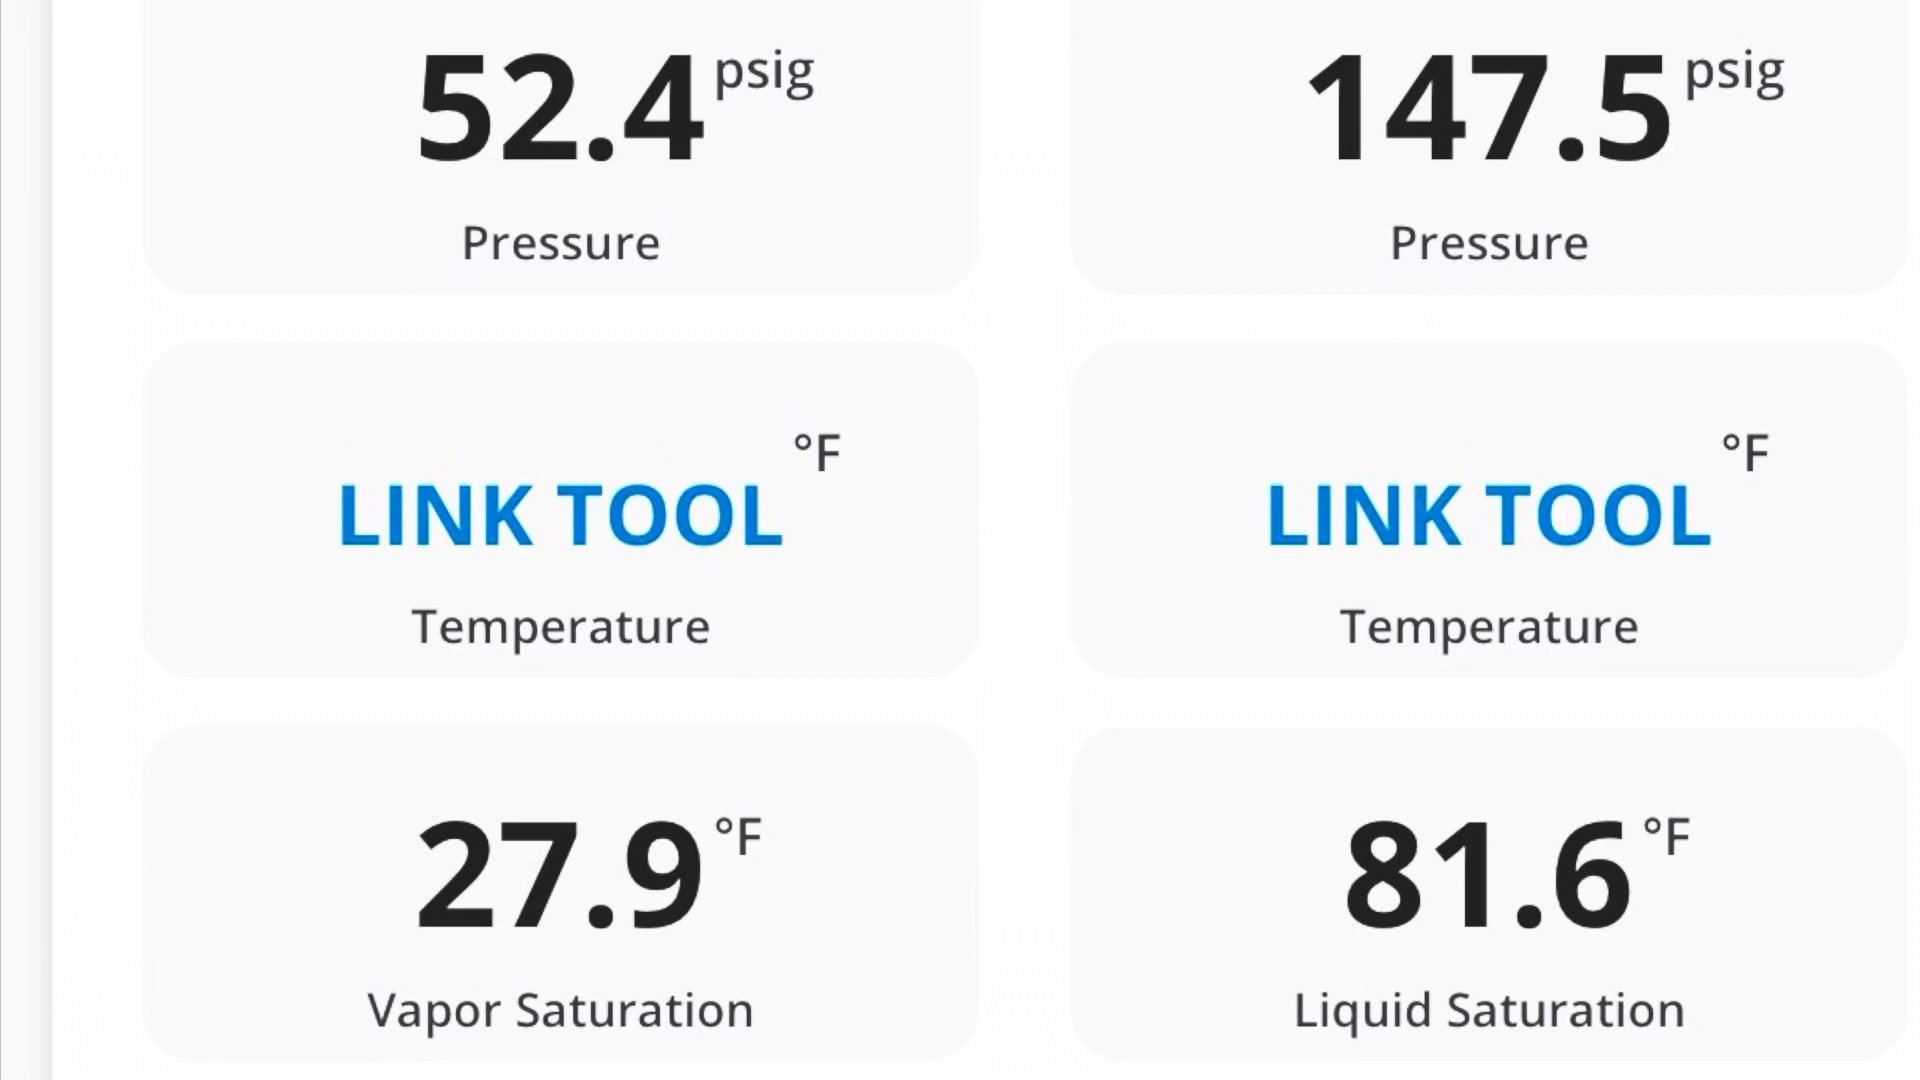 52.4 psig
147.5 psig
Pressure
Pressure
°F
°F
LINK TOOL
LINK TOOL
Temperature
Temperature
27.9 °F
81.6 °F
Vapor Saturation
Liquid Saturation